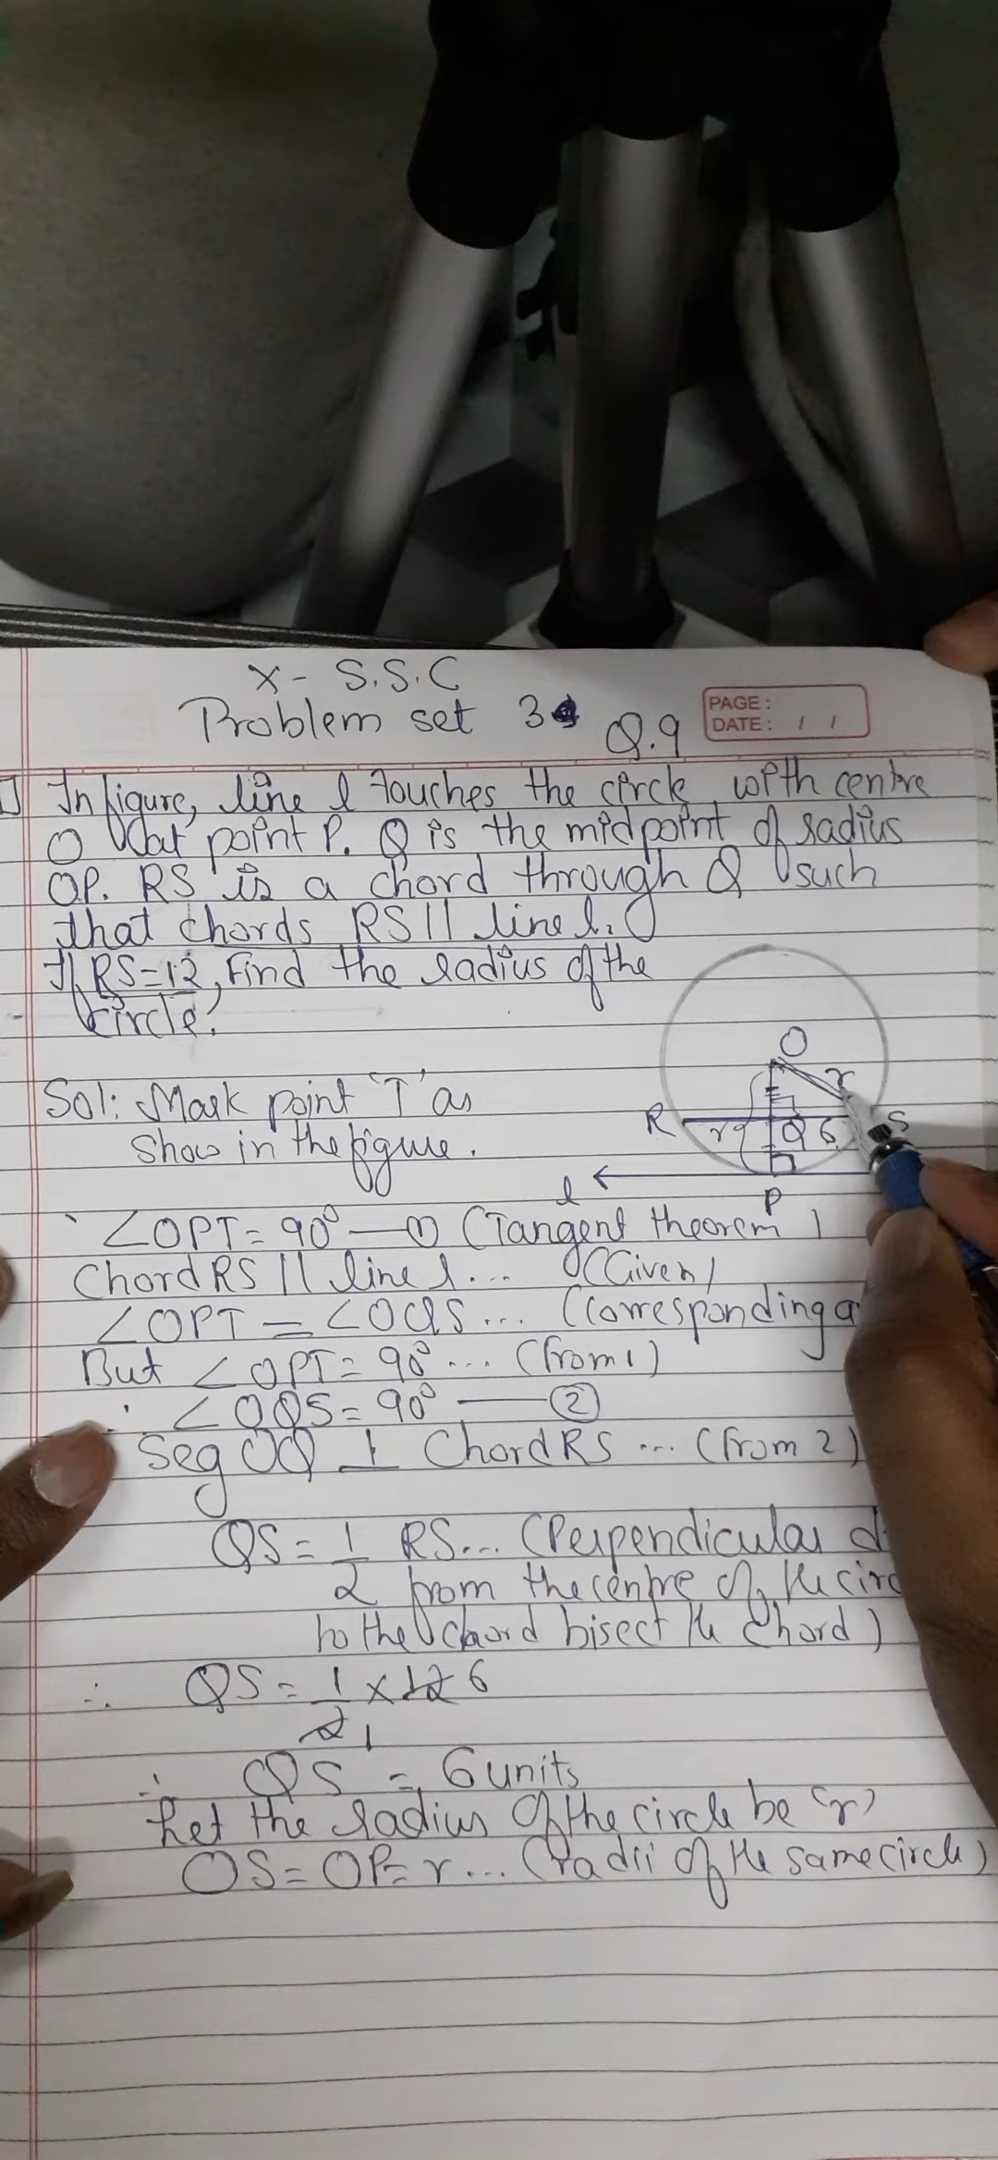 X- S.S.C
Problem set 3
Q.9
PAGE :
DATE : / /
In figure, line l touches the circle with centre
O at point P. Q is the midpoint of radius
OP. RS is a chord through Q such
that chords RS || line l.
If RS=12, Find the radius of the
circle.
O
r
R
Q 6
S
l
P
Sol: Mark point 'T' as
Show in the figure.
∠OPT = 90° — ① (Tangent theorem)
Chord RS || line l ... (Given)
∠OPT = ∠OQS ... (Corresponding a
But ∠OPT = 90° ... (from 1)
∴ ∠OQS = 90° — ②
Seg OQ ⊥ Chord RS ... (from 2)
QS = 1/2 RS ... (Perpendicular d
from the centre of the circ
to the chord bisect the chord)
∴ QS = 1/2 x 12 6
1
∴ QS = 6 units
Let the radius of the circle be 'r'
OS = OP = r ... (radii of the same circle)